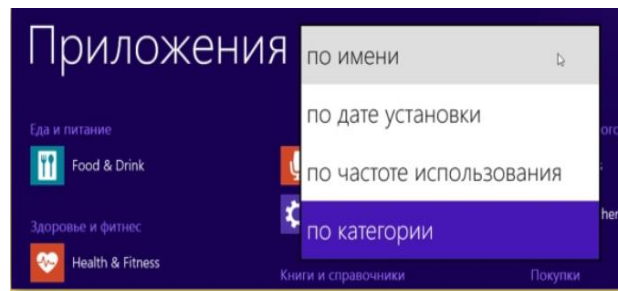 Приложения
по имени
по дате установки
по частоте использования
по категории
Еда и питание
Food & Drink
Здоровье и фитнес
Health & Fitness
Книги и справочники
Покупки